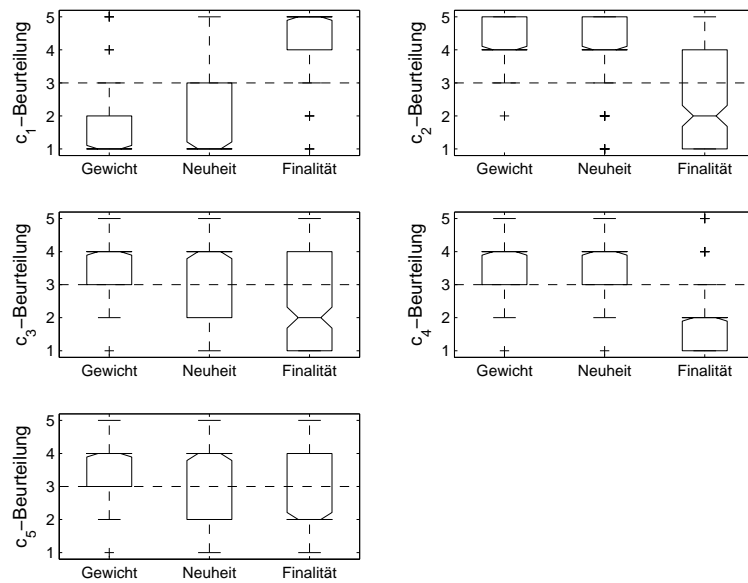 c1−Beurteilung
5
4
3
2
1
Gewicht Neuheit Finalität
c2−Beurteilung
5
4
3
2
1
Gewicht Neuheit Finalität
c3−Beurteilung
5
4
3
2
1
Gewicht Neuheit Finalität
c4−Beurteilung
5
4
3
2
1
Gewicht Neuheit Finalität
c5−Beurteilung
5
4
3
2
1
Gewicht Neuheit Finalität